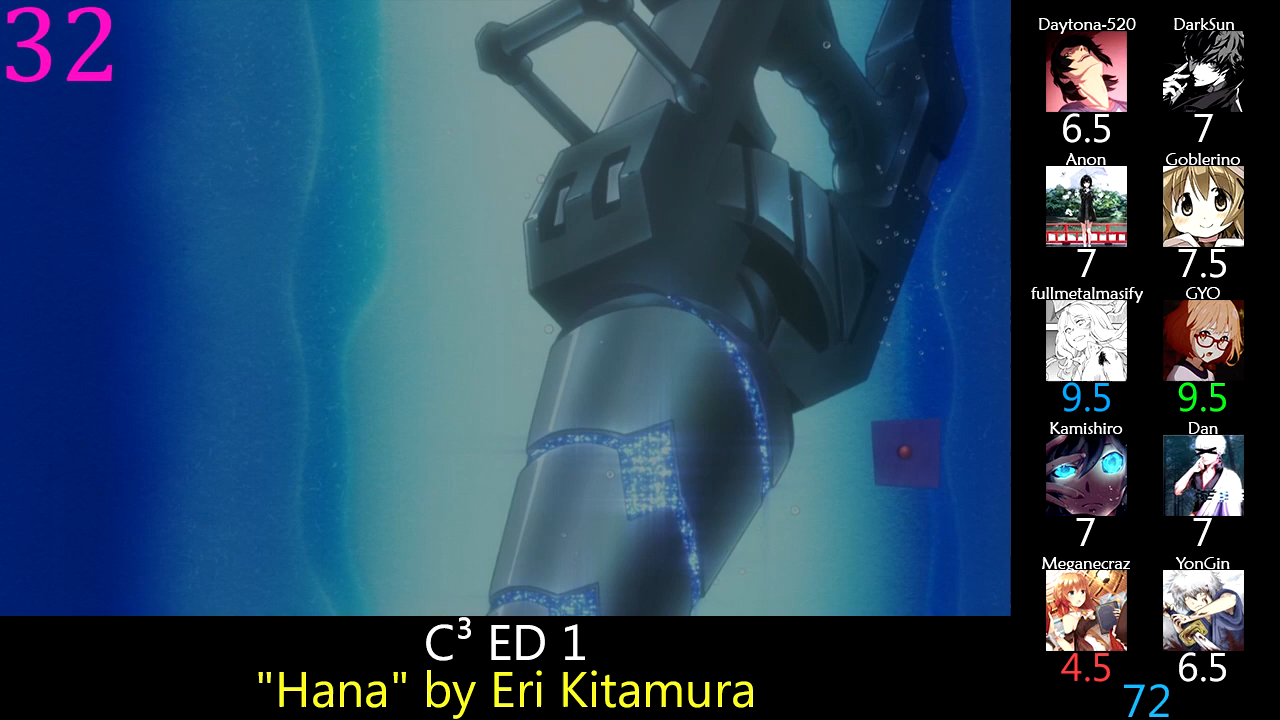 32
Daytona-520 DarkSun
6.5 7
Anon Goblerino
7 7.5
fullmetalmasify GYO
9.5 9.5
Kamishiro Dan
7 7
Meganecraz YonGin
4.5 6.5
72
C³ ED 1
"Hana" by Eri Kitamura